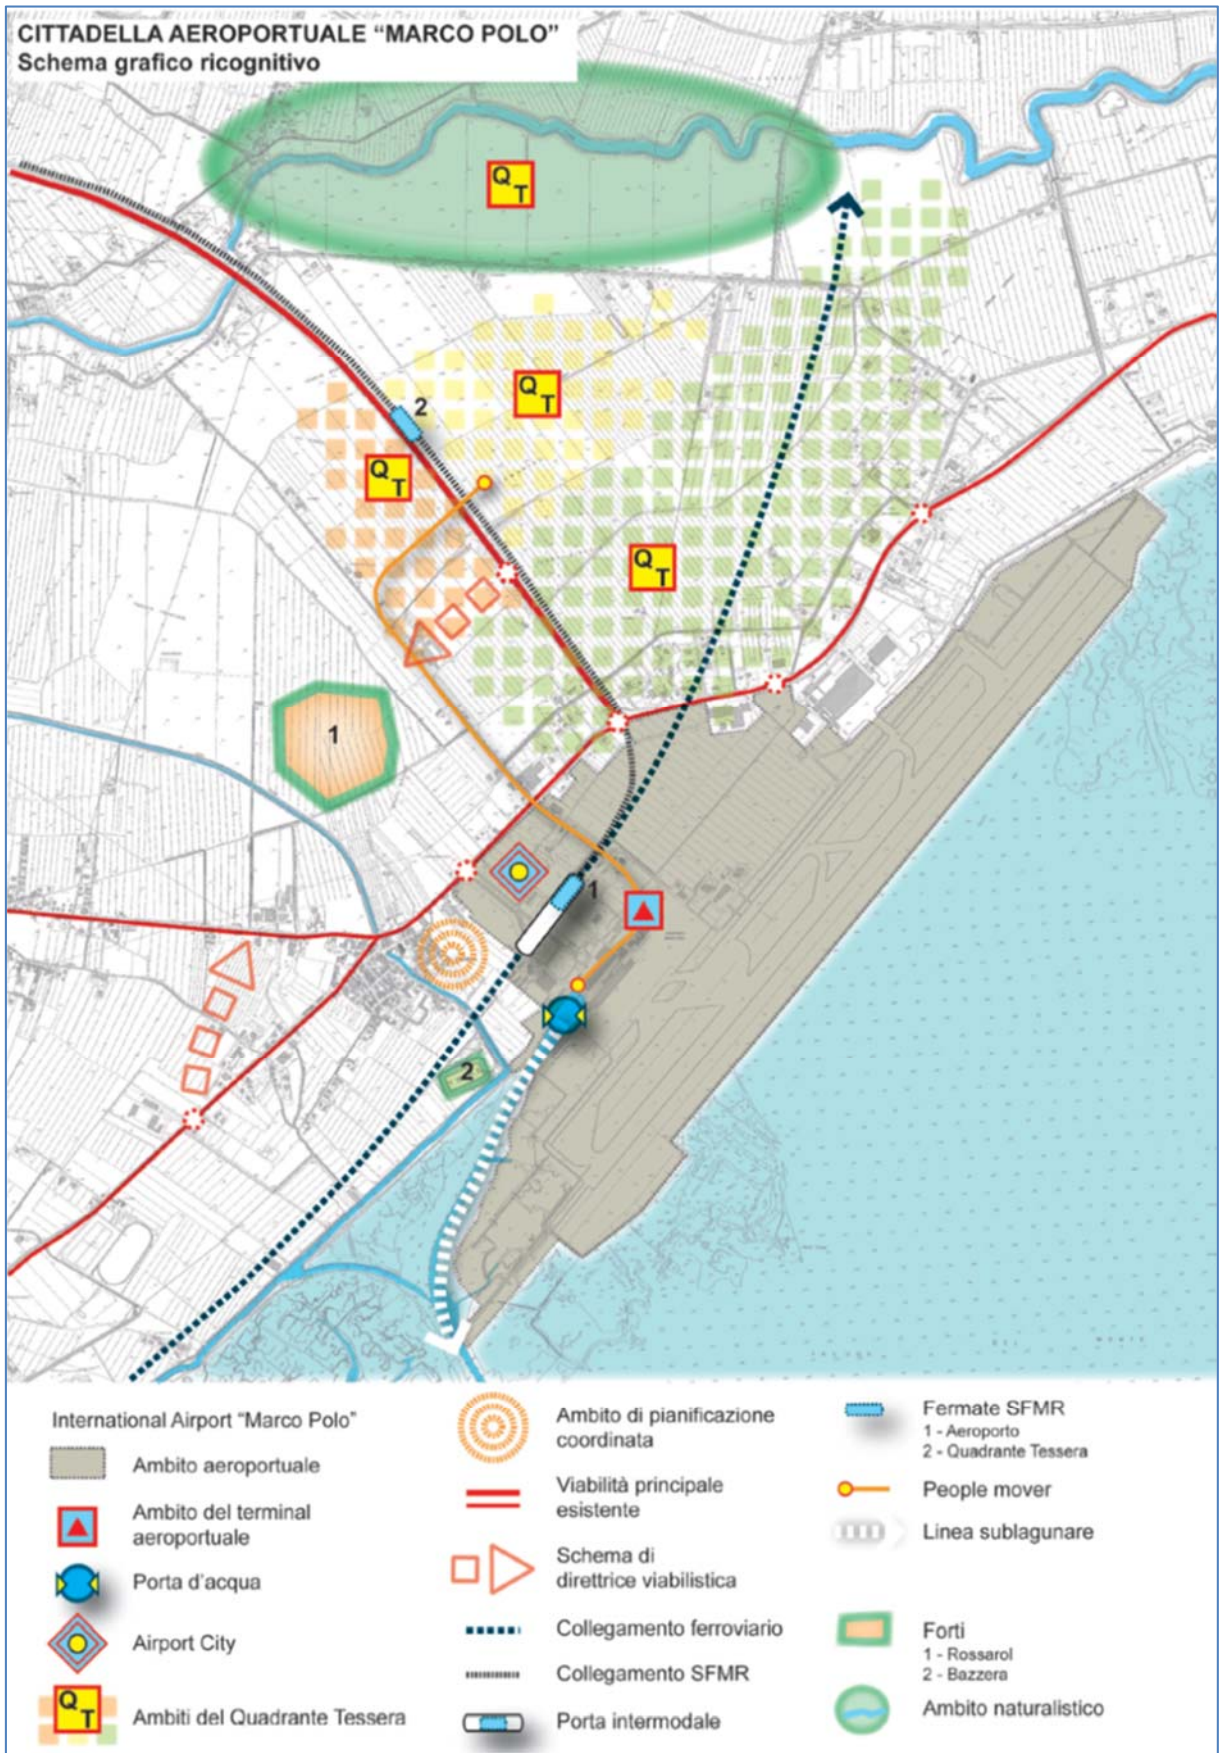 CITTADELLA AEROPORTUALE “MARCO POLO”
Schema grafico ricognitivo
Q
T
2
Q
T
Q
T
Q
T
1
1
2
International Airport “Marco Polo”
Ambito aeroportuale
Ambito del terminal
aeroportuale
Porta d'acqua
Airport City
Q
T
Ambiti del Quadrante Tessera
Ambito di pianificazione
coordinata
Viabilità principale
esistente
Schema di
direttrice viabilistica
Collegamento ferroviario
Collegamento SFMR
Porta intermodale
Fermate SFMR
1 - Aeroporto
2 - Quadrante Tessera
People mover
Linea sublagunare
Forti
1 - Rossarol
2 - Bazzera
Ambito naturalistico